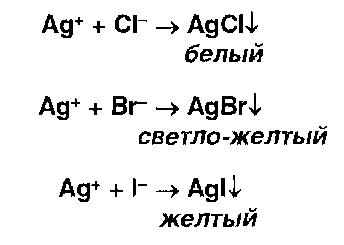 Ag⁺ + Cl⁻ → AgCl↓
белый
Ag⁺ + Br⁻ → AgBr↓
светло-желтый
Ag⁺ + I⁻ → AgI↓
желтый